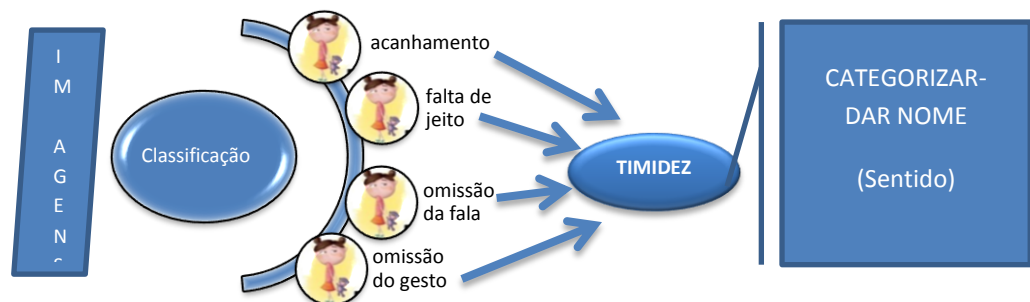 I
M
A
G
E
N
Classificação
acanhamento
falta de
jeito
omissão
da fala
omissão
do gesto
TIMIDEZ
CATEGORIZAR-
DAR NOME
(Sentido)